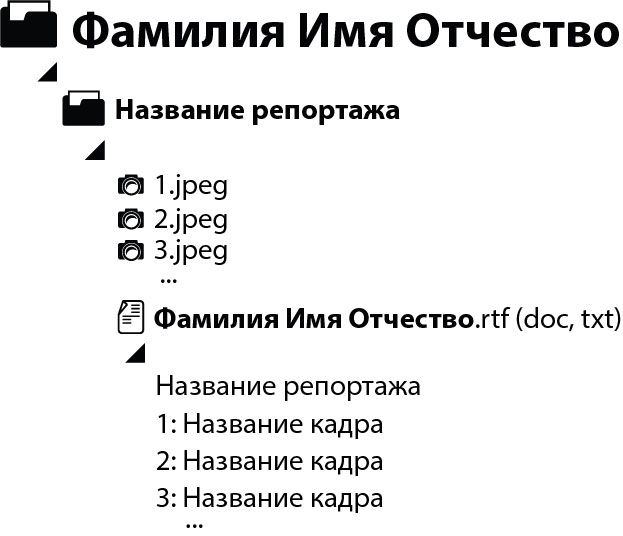 Фамилия Имя Отчество
Название репортажа
1.jpeg
2.jpeg
3.jpeg
...
Фамилия Имя Отчество.rtf (doc, txt)
Название репортажа
1: Название кадра
2: Название кадра
3: Название кадра
...